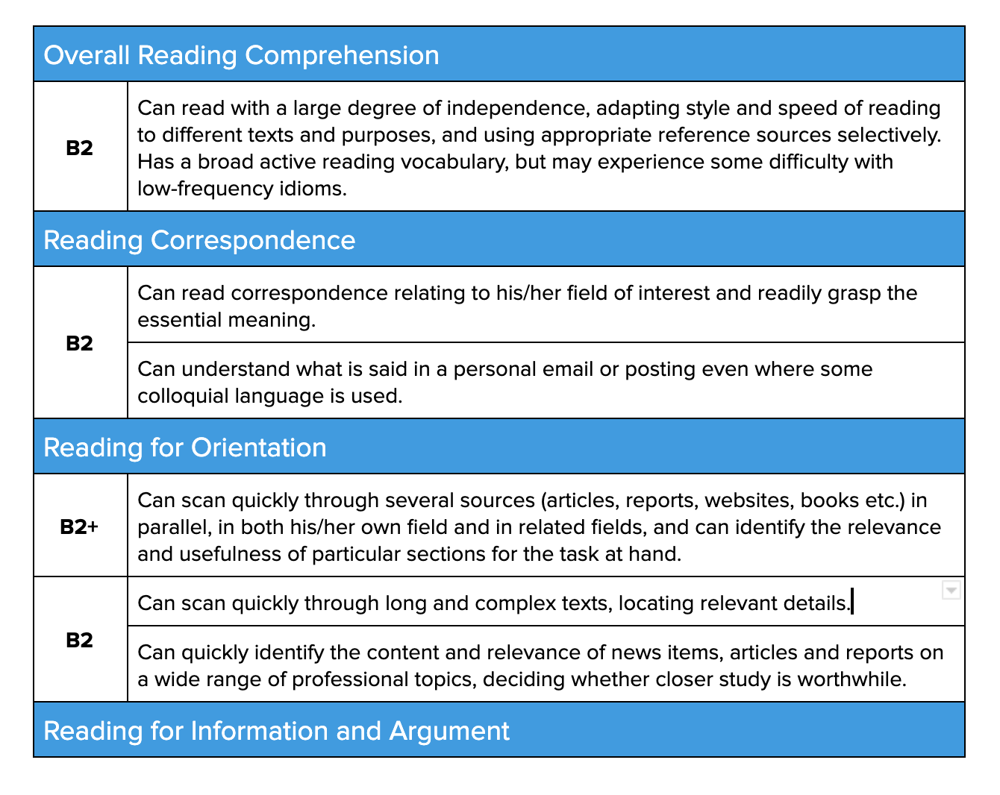 Overall Reading Comprehension
B2
Can read with a large degree of independence, adapting style and speed of reading
to different texts and purposes, and using appropriate reference sources selectively.
Has a broad active reading vocabulary, but may experience some difficulty with
low-frequency idioms.
Reading Correspondence
B2
Can read correspondence relating to his/her field of interest and readily grasp the
essential meaning.
Can understand what is said in a personal email or posting even where some
colloquial language is used.
Reading for Orientation
B2+
Can scan quickly through several sources (articles, reports, websites, books etc.) in
parallel, in both his/her own field and in related fields, and can identify the relevance
and usefulness of particular sections for the task at hand.
B2
Can scan quickly through long and complex texts, locating relevant details.
Can quickly identify the content and relevance of news items, articles and reports on
a wide range of professional topics, deciding whether closer study is worthwhile.
Reading for Information and Argument